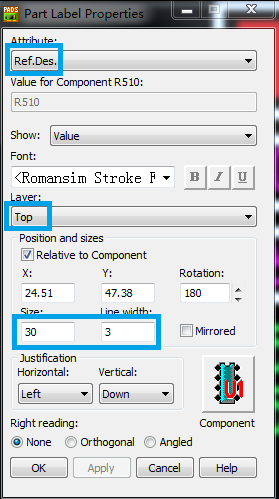 PADS Part Label Properties
Attribute:
Ref.Des.
Value for Component R510:
R510
Show: Value
Font:
<Romansim Stroke F B I U
Layer:
Top
Position and sizes
Relative to Component
X: Y: Rotation:
24.51 47.38 180
Size: Line width:
30 3 Mirrored
Justification
Horizontal: Vertical:
Left Down
Component
Right reading:
None Orthogonal Angled
OK Apply Cancel Help